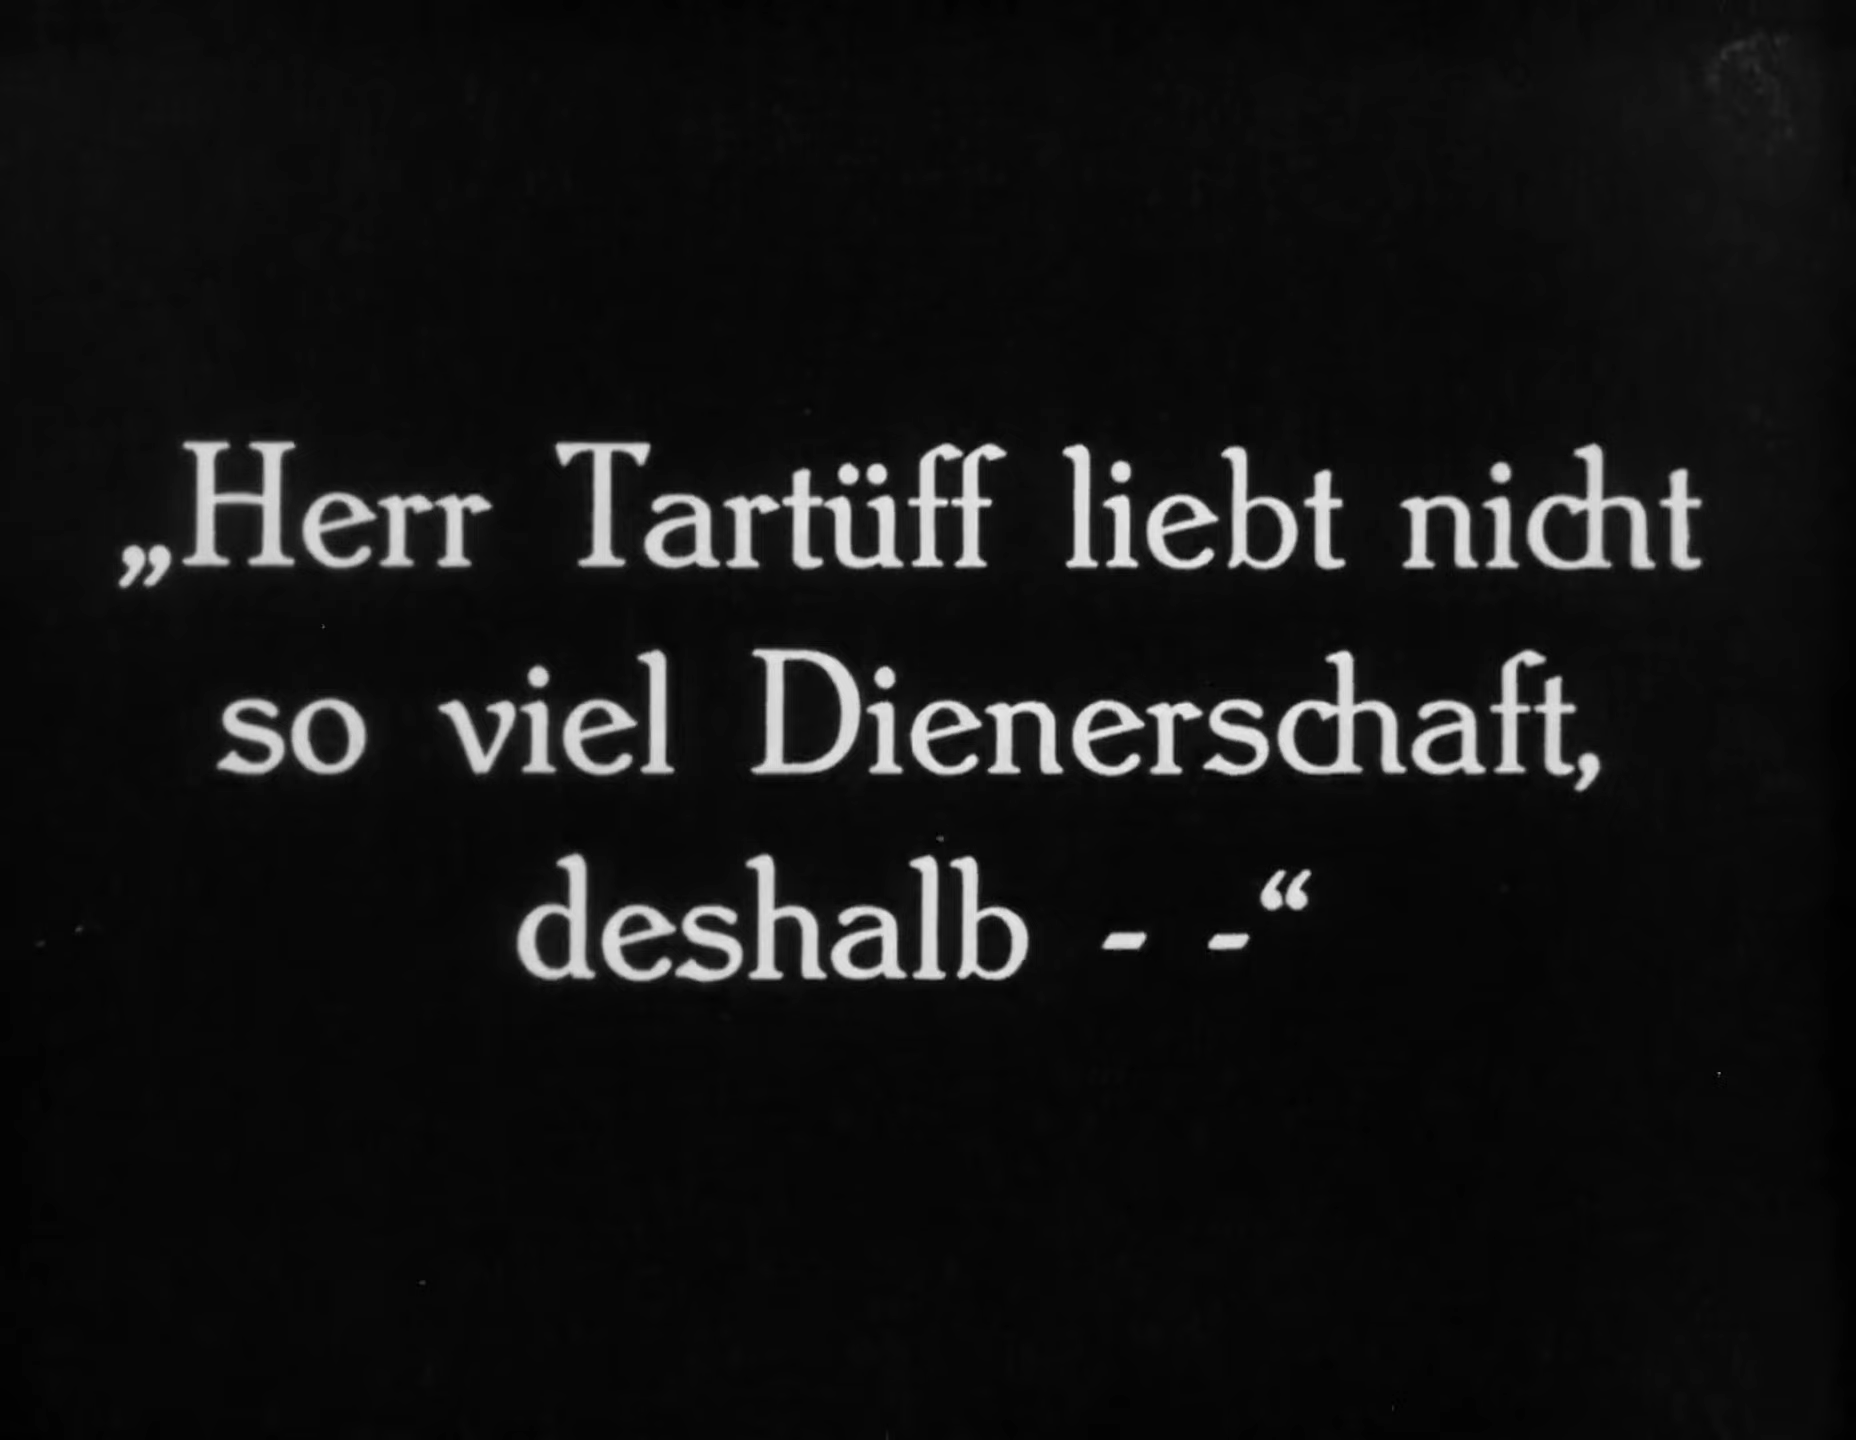 „Herr Tartüff liebt nicht
so viel Dienerschaft,
deshalb - -“